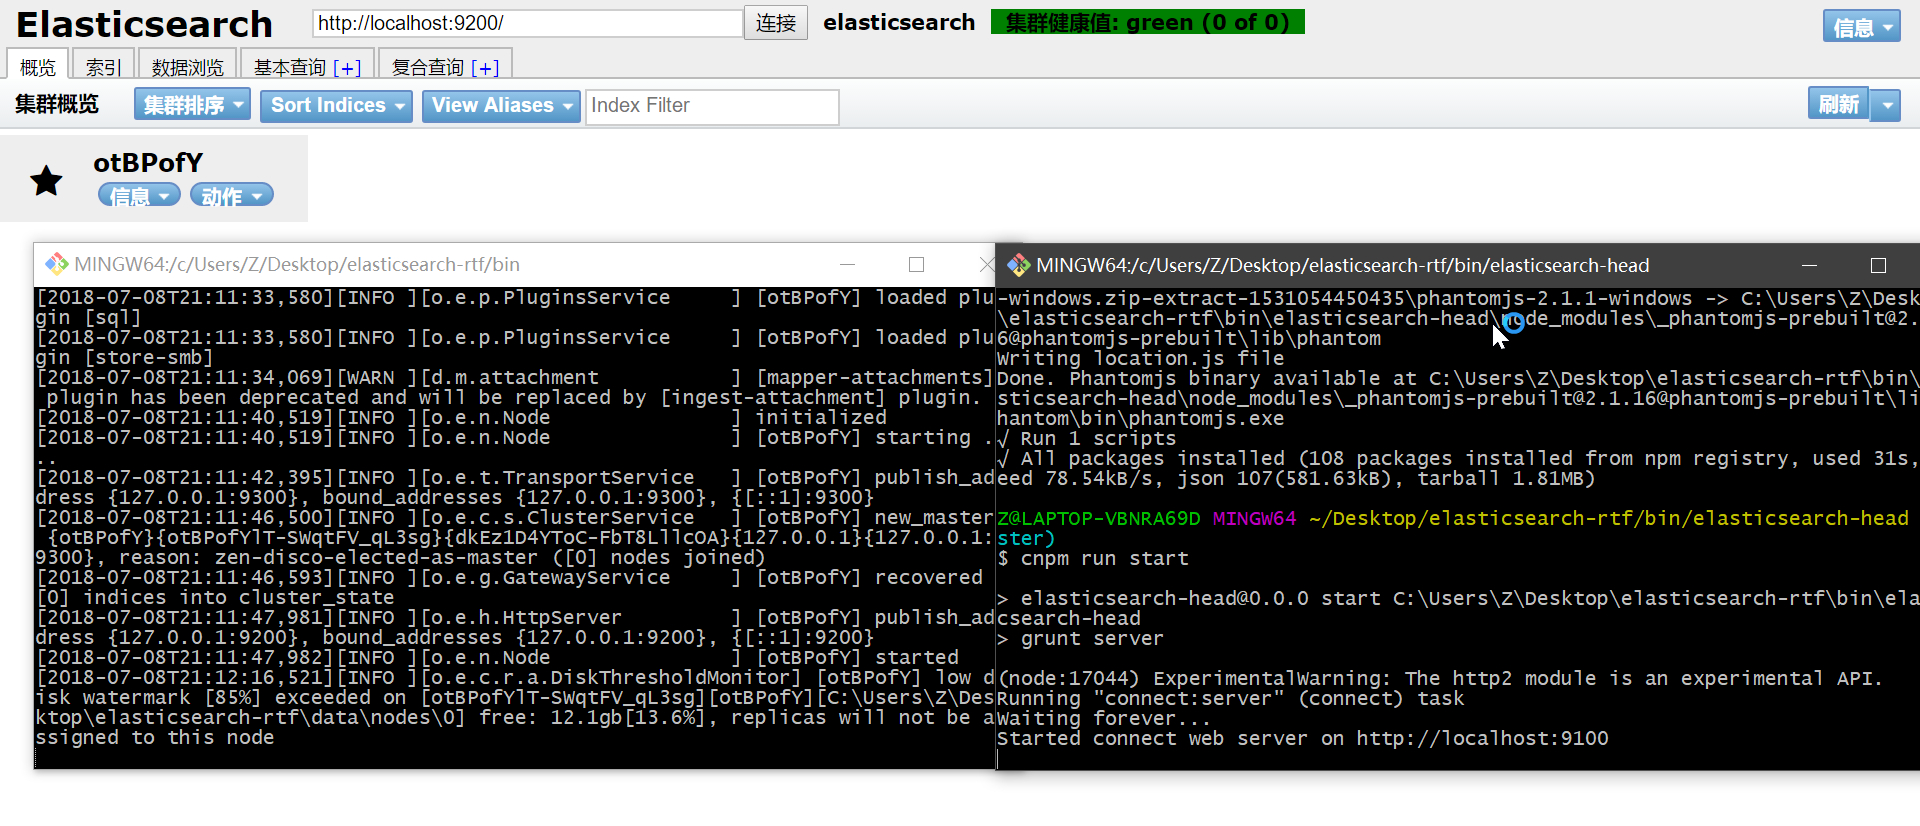 Elasticsearch http://localhost:9200/ 连接 elasticsearch 集群健康值: green (0 of 0) 信息
概览 索引 数据浏览 基本查询 [+] 复合查询 [+]
集群概览 集群排序 Sort Indices View Aliases Index Filter 刷新
otBPofY
信息 动作
MINGW64:/c/Users/Z/Desktop/elasticsearch-rtf/bin
[2018-07-08T21:11:33,580][INFO ][o.e.p.PluginsService     ] [otBPofY] loaded plu
gin [sql]
[2018-07-08T21:11:33,580][INFO ][o.e.p.PluginsService     ] [otBPofY] loaded plu
gin [store-smb]
[2018-07-08T21:11:34,069][WARN ][d.m.attachment           ] [mapper-attachments]
 plugin has been deprecated and will be replaced by [ingest-attachment] plugin.
[2018-07-08T21:11:40,519][INFO ][o.e.n.Node               ] initialized
[2018-07-08T21:11:40,519][INFO ][o.e.n.Node               ] [otBPofY] starting .
..
[2018-07-08T21:11:42,395][INFO ][o.e.t.TransportService   ] [otBPofY] publish_ad
dress {127.0.0.1:9300}, bound_addresses {127.0.0.1:9300}, {[::1]:9300}
[2018-07-08T21:11:46,500][INFO ][o.e.c.s.ClusterService   ] [otBPofY] new_master
 {otBPofY}{otBPofYlT-SWqtFV_qL3sg}{dkEz1D4YToC-FbT8LllcOA}{127.0.0.1}{127.0.0.1:
9300}, reason: zen-disco-elected-as-master ([0] nodes joined)
[2018-07-08T21:11:46,593][INFO ][o.e.g.GatewayService     ] [otBPofY] recovered
[0] indices into cluster_state
[2018-07-08T21:11:47,981][INFO ][o.e.h.HttpServer         ] [otBPofY] publish_ad
dress {127.0.0.1:9200}, bound_addresses {127.0.0.1:9200}, {[::1]:9200}
[2018-07-08T21:11:47,982][INFO ][o.e.n.Node               ] [otBPofY] started
[2018-07-08T21:12:16,521][INFO ][o.e.c.r.a.DiskThresholdMonitor] [otBPofY] low d
isk watermark [85%] exceeded on [otBPofYlT-SWqtFV_qL3sg][otBPofY][C:\Users\Z\Des
ktop\elasticsearch-rtf\data\nodes\0] free: 12.1gb[13.6%], replicas will not be a
ssigned to this node
MINGW64:/c/Users/Z/Desktop/elasticsearch-rtf/bin/elasticsearch-head
-windows.zip-extract-1531054450435\phantomjs-2.1.1-windows -> C:\Users\Z\Desk
\elasticsearch-rtf\bin\elasticsearch-head\node_modules\_phantomjs-prebuilt@2.
6@phantomjs-prebuilt\lib\phantom
Writing location.js file
Done. Phantomjs binary available at C:\Users\Z\Desktop\elasticsearch-rtf\bin\
sticsearch-head\node_modules\_phantomjs-prebuilt@2.1.16@phantomjs-prebuilt\li
hantom\bin\phantomjs.exe
√ Run 1 scripts
√ All packages installed (108 packages installed from npm registry, used 31s,
eed 78.54kB/s, json 107(581.63kB), tarball 1.81MB)
Z@LAPTOP-VBNRA69D MINGW64 ~/Desktop/elasticsearch-rtf/bin/elasticsearch-head
ster)
$ cnpm run start
> elasticsearch-head@0.0.0 start C:\Users\Z\Desktop\elasticsearch-rtf\bin\ela
csearch-head
> grunt server
(node:17044) ExperimentalWarning: The http2 module is an experimental API.
Running "connect:server" (connect) task
Waiting forever...
Started connect web server on http://localhost:9100